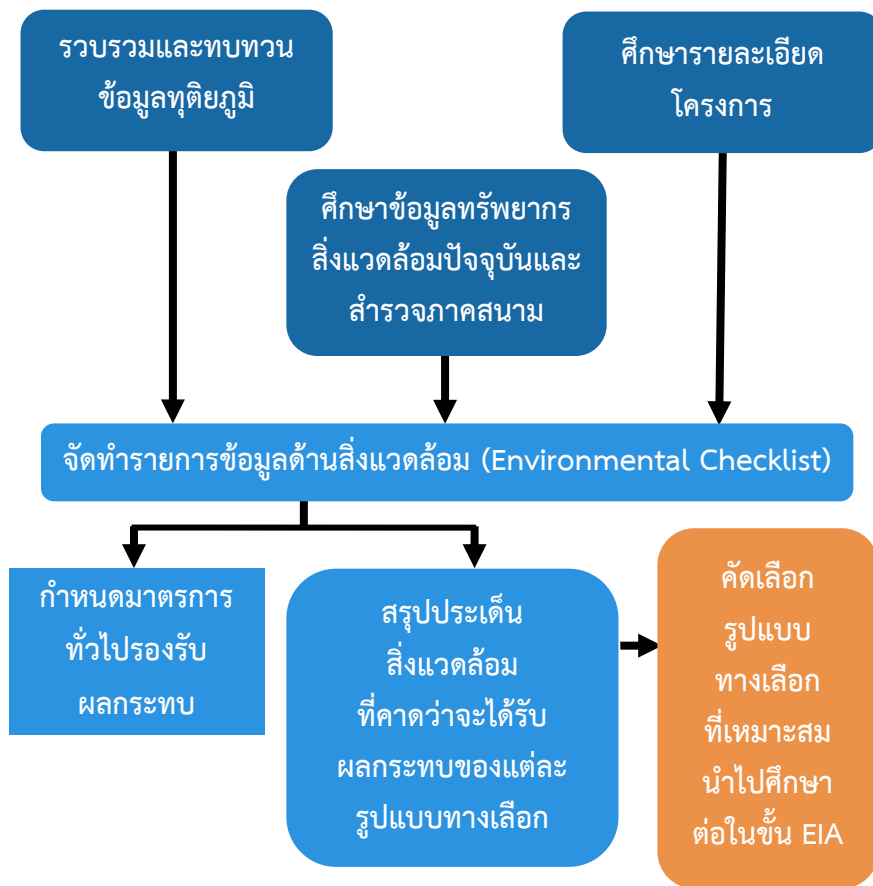 รวบรวมและทบทวน
ข้อมูลทุติยภูมิ
ศึกษารายละเอียด
โครงการ
ศึกษาข้อมูลทรัพยากร
สิ่งแวดล้อมปัจจุบันและ
สำรวจภาคสนาม
จัดทำรายการข้อมูลด้านสิ่งแวดล้อม (Environmental Checklist)
กำหนดมาตรการ
ทั่วไปรองรับ
ผลกระทบ
สรุปประเด็น
สิ่งแวดล้อม
ที่คาดว่าจะได้รับ
ผลกระทบของแต่ละ
รูปแบบทางเลือก
คัดเลือก
รูปแบบ
ทางเลือก
ที่เหมาะสม
นำไปศึกษา
ต่อในขั้น EIA